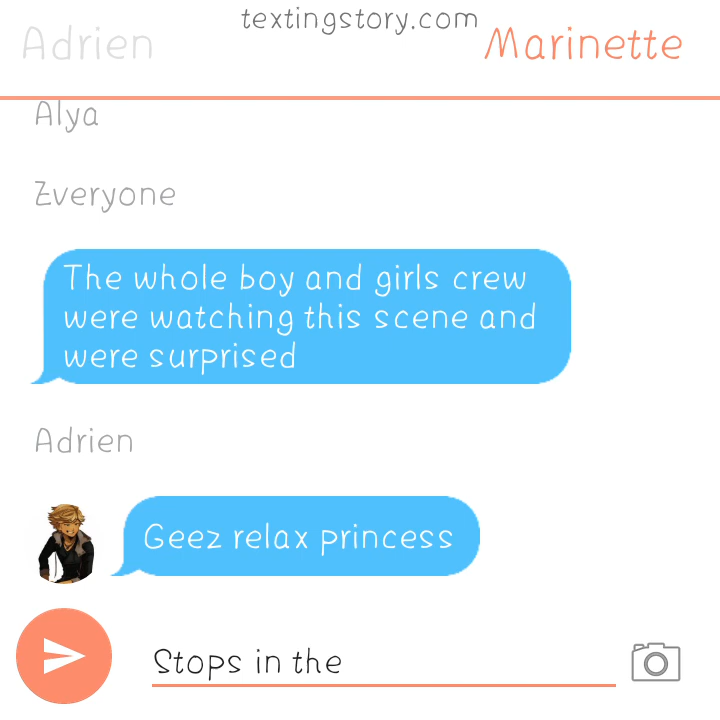 textingstory.com
Adrien
Marinette
Alya
Everyone
The whole boy and girls crew
were watching this scene and
were surprised
Adrien
Geez relax princess
Stops in the